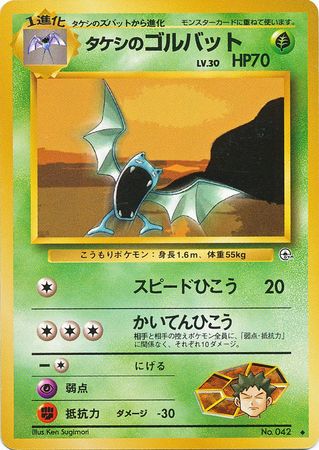 1進化
タケシのズバットから進化
モンスターカードに重ねて使います。
タケシのゴルバット
LV.30 HP70
こうもりポケモン：身長1.6m、体重55kg
スピードひこう 20
かいてんひこう
相手と相手の控えポケモン全員に、「弱点・抵抗力」
に関係なく、それぞれ10ダメージ。
にげる
弱点
抵抗力 ダメージ -30
Illus.Ken Sugimori
No. 042